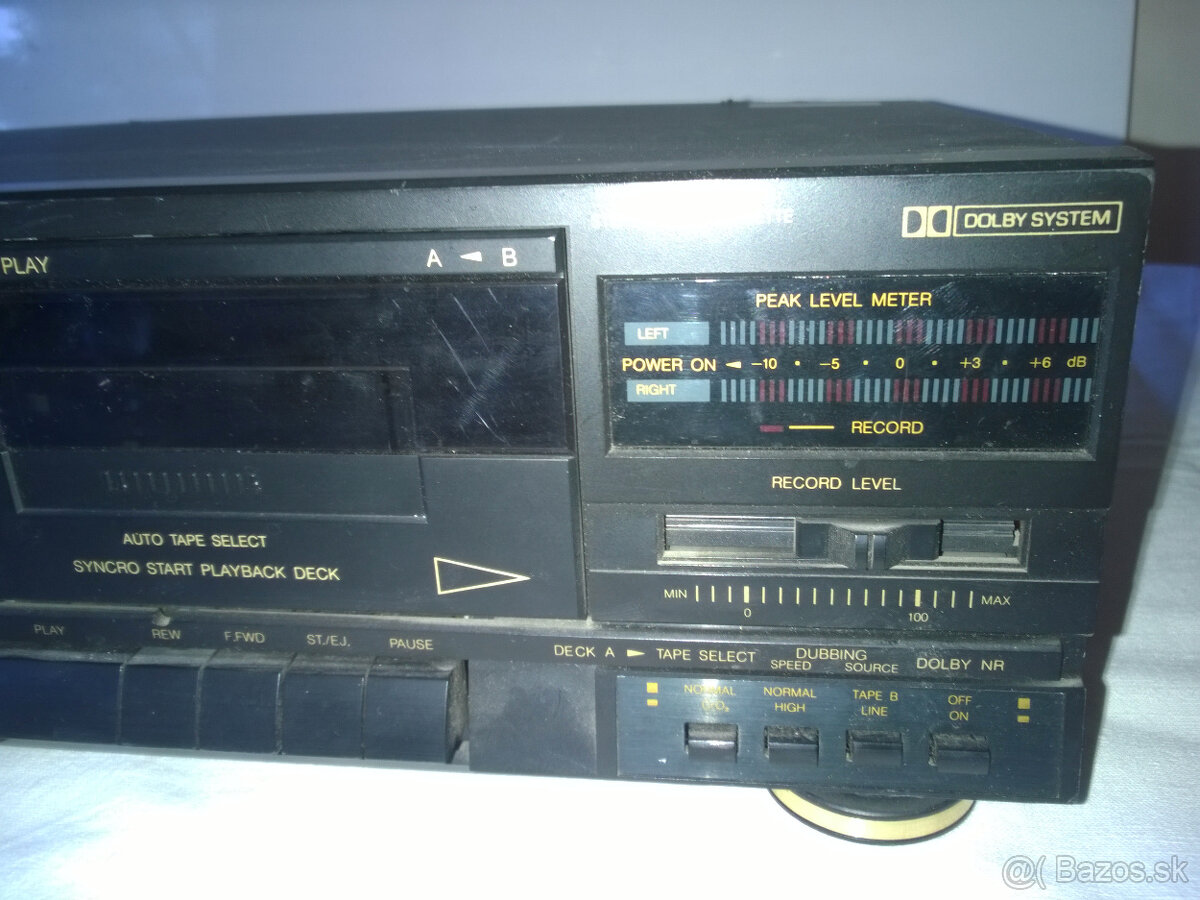 DOLBY SYSTEM
PLAY
A ◄ B
PEAK LEVEL METER
LEFT
POWER ON ◄ −10 • −5 • 0 • +3 • +6 dB
RIGHT
RECORD
RECORD LEVEL
AUTO TAPE SELECT
SYNCRO START PLAYBACK DECK
MIN MAX
0 100
PLAY REW F.FWD ST./EJ. PAUSE
DECK A ► TAPE SELECT DUBBING DOLBY NR
SPEED SOURCE
NORMAL NORMAL TAPE B OFF
HIGH LINE ON
@( Bazos.sk